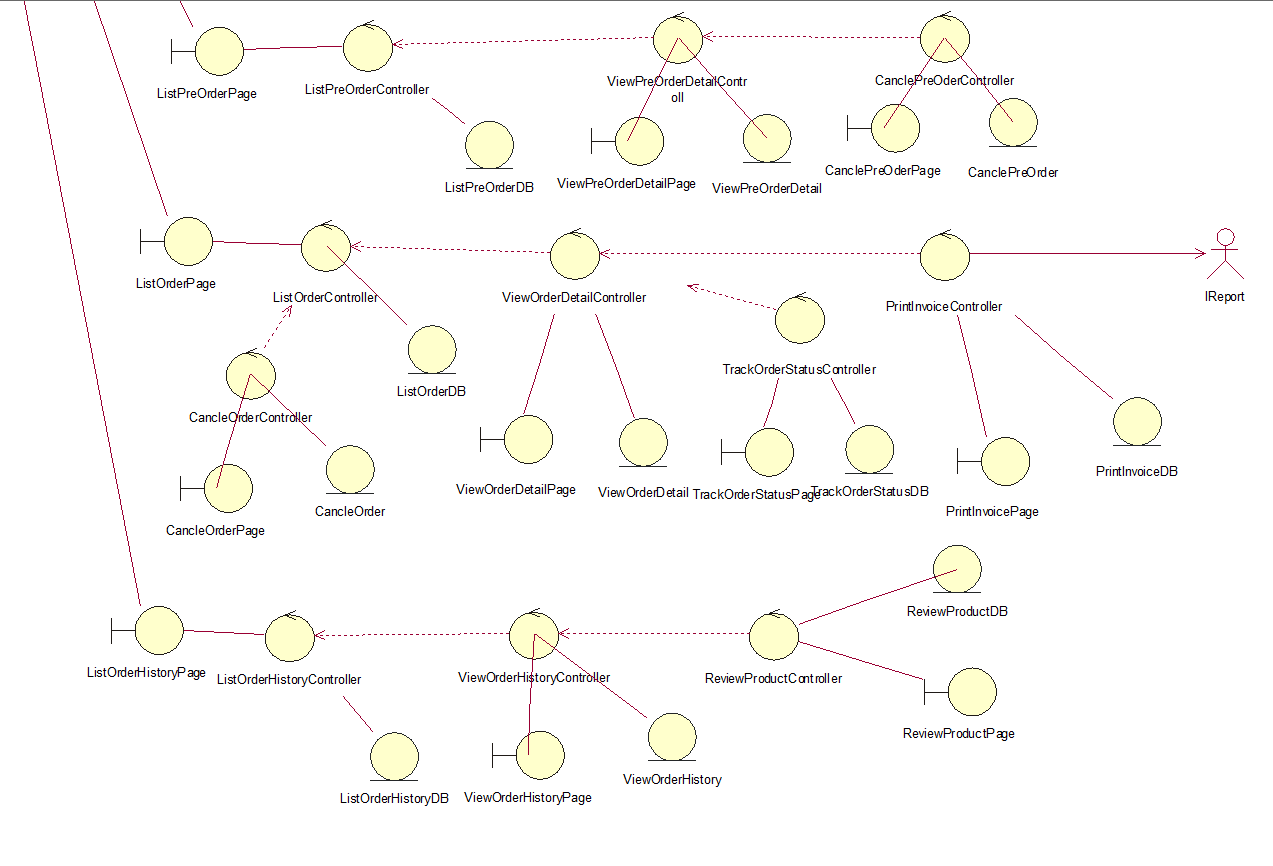 ListPreOrderPage
ListPreOrderController
ViewPreOrderDetailContr
oll
CanclePreOderController
ListPreOrderDB
ViewPreOrderDetailPage
ViewPreOrderDetail
CanclePreOderPage
CanclePreOrder
ListOrderPage
ListOrderController
ViewOrderDetailController
PrintInvoiceController
IReport
TrackOrderStatusController
ListOrderDB
CancleOrderController
ViewOrderDetailPage
ViewOrderDetail
TrackOrderStatusPage
TrackOrderStatusDB
PrintInvoiceDB
CancleOrderPage
CancleOrder
PrintInvoicePage
ReviewProductDB
ListOrderHistoryPage
ListOrderHistoryController
ViewOrderHistoryController
ReviewProductController
ReviewProductPage
ListOrderHistoryDB
ViewOrderHistoryPage
ViewOrderHistory